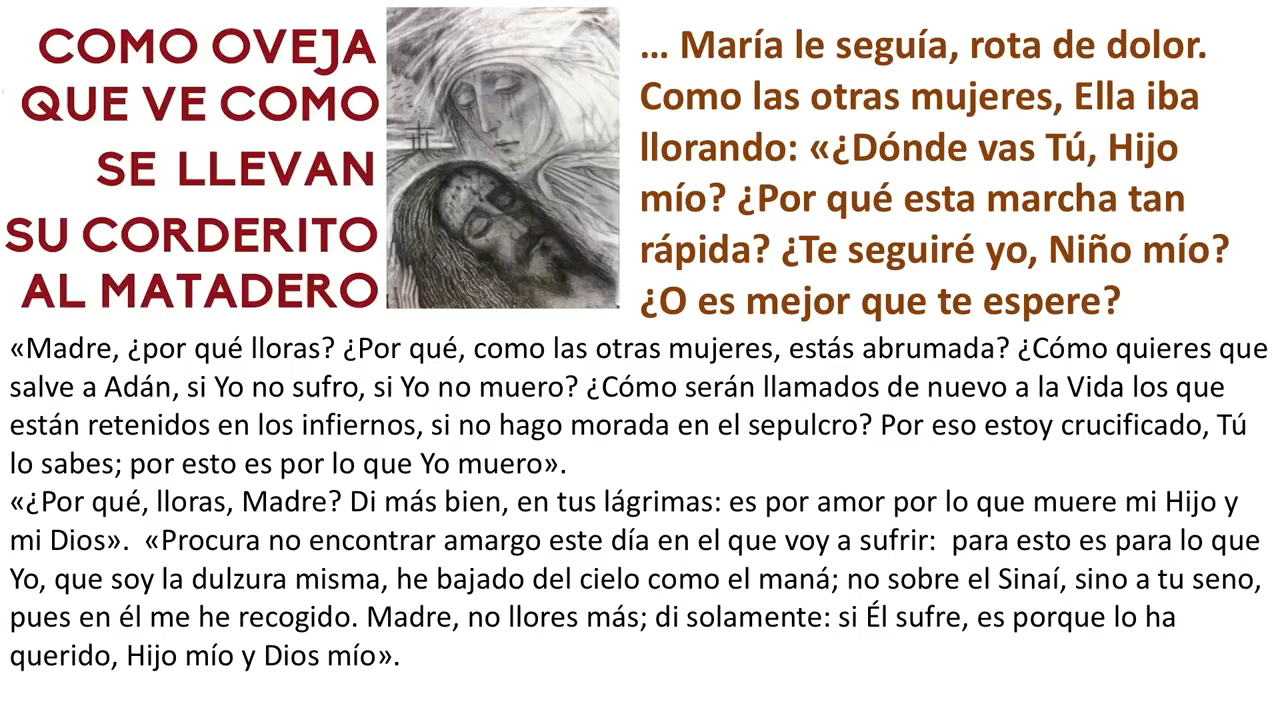 COMO OVEJA
QUE VE COMO
SE LLEVAN
SU CORDERITO
AL MATADERO
... María le seguía, rota de dolor.
Como las otras mujeres, Ella iba
llorando: «¿Dónde vas Tú, Hijo
mío? ¿Por qué esta marcha tan
rápida? ¿Te seguiré yo, Niño mío?
¿O es mejor que te espere?
«Madre, ¿por qué lloras? ¿Por qué, como las otras mujeres, estás abrumada? ¿Cómo quieres que
salve a Adán, si Yo no sufro, si Yo no muero? ¿Cómo serán llamados de nuevo a la Vida los que
están retenidos en los infiernos, si no hago morada en el sepulcro? Por eso estoy crucificado, Tú
lo sabes; por esto es por lo que Yo muero».
«¿Por qué, lloras, Madre? Di más bien, en tus lágrimas: es por amor por lo que muere mi Hijo y
mi Dios». «Procura no encontrar amargo este día en el que voy a sufrir: para esto es para lo que
Yo, que soy la dulzura misma, he bajado del cielo como el maná; no sobre el Sinaí, sino a tu seno,
pues en él me he recogido. Madre, no llores más; di solamente: si Él sufre, es porque lo ha
querido, Hijo mío y Dios mío».